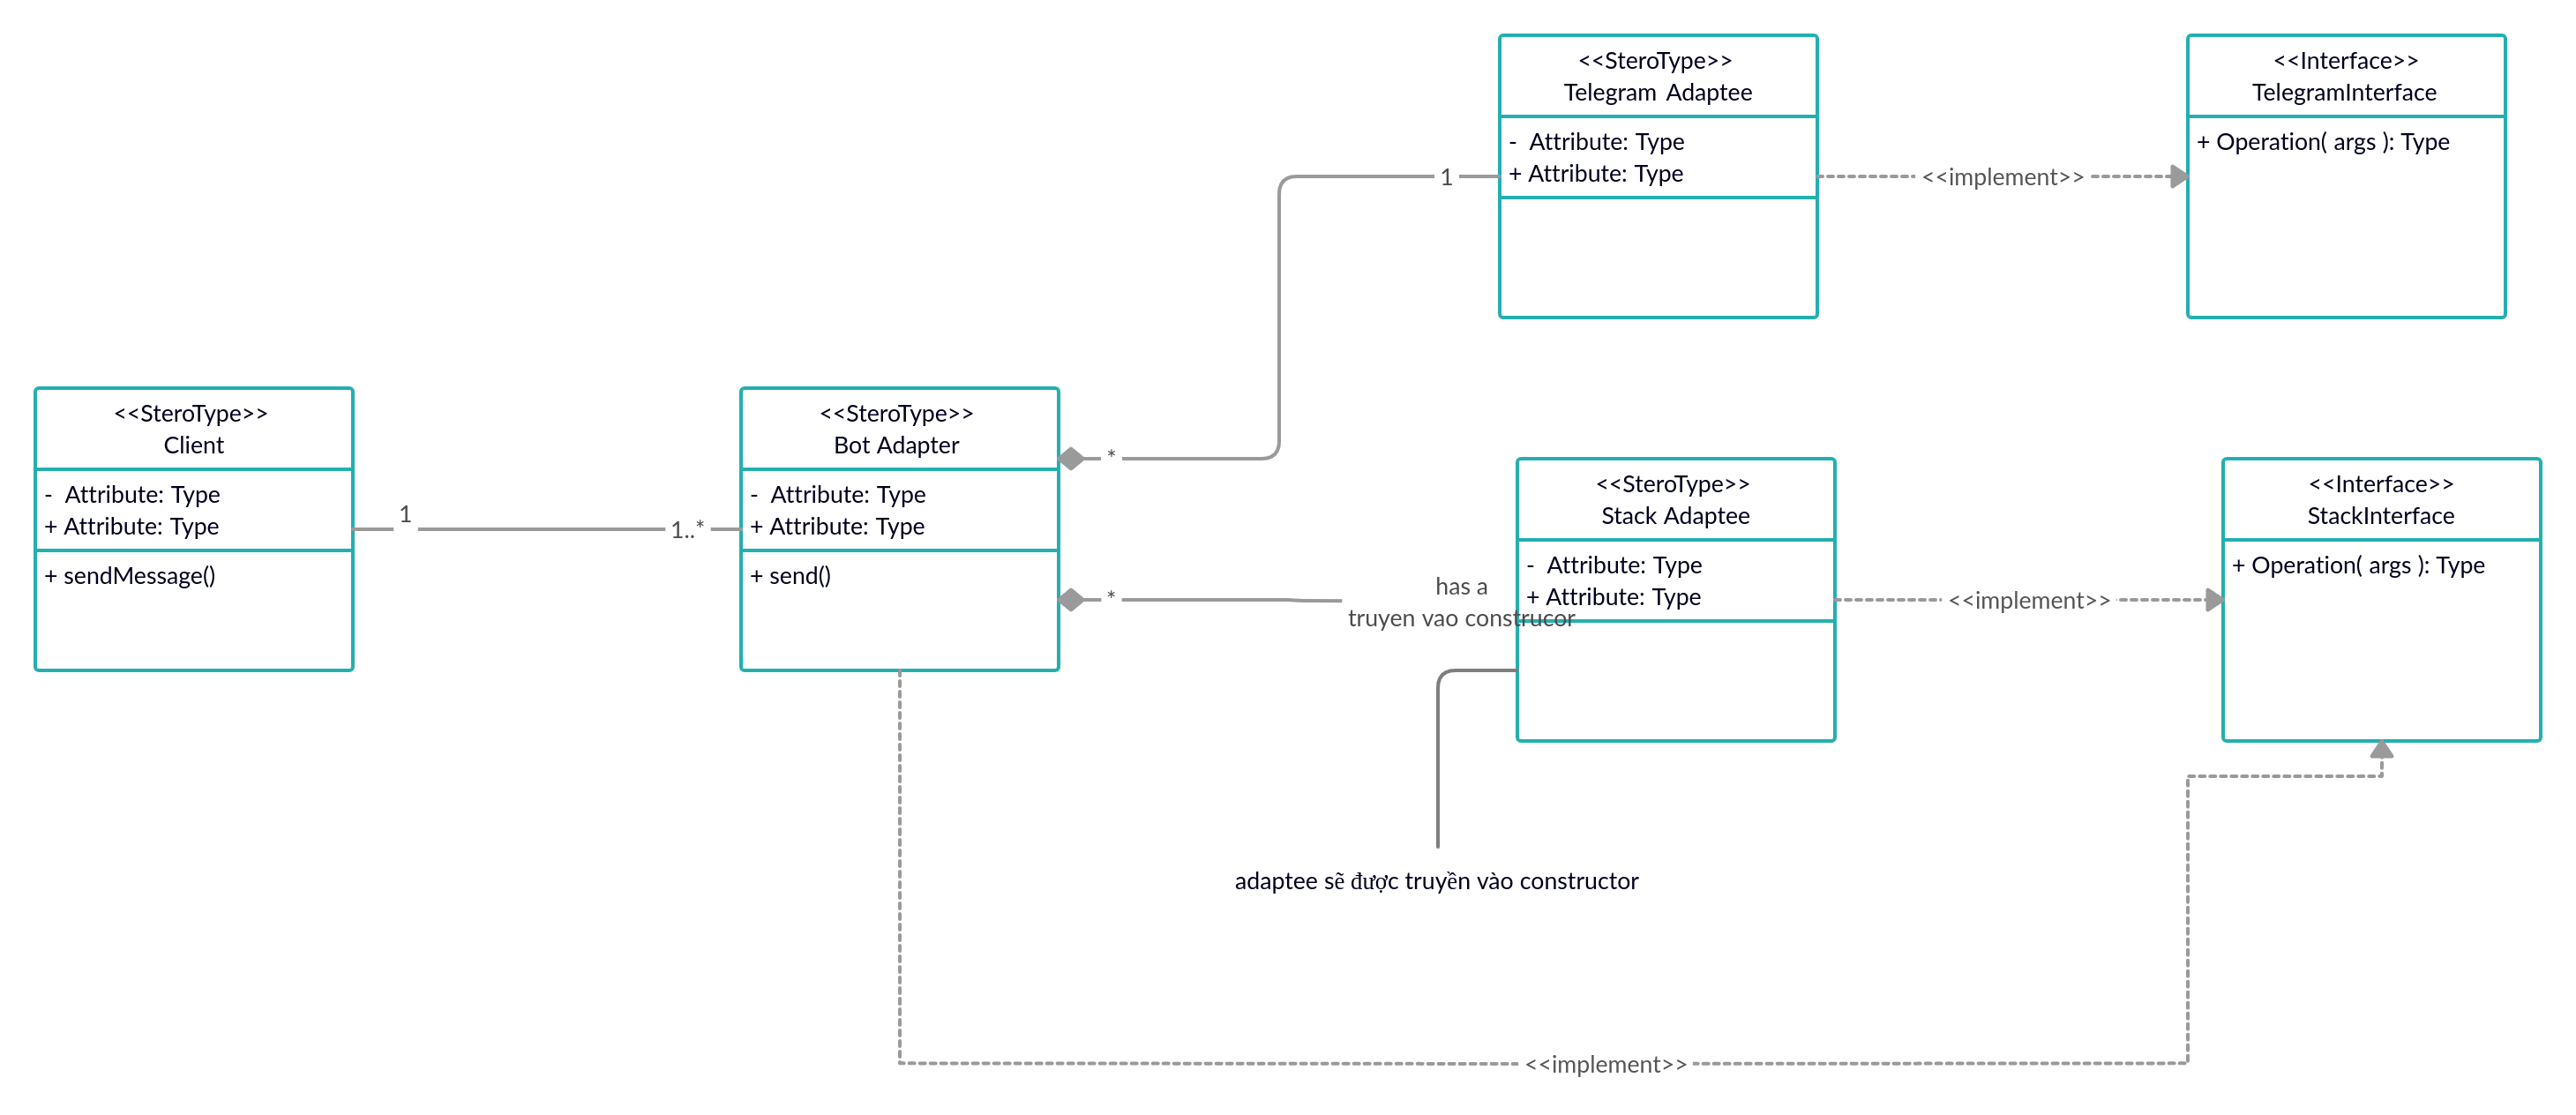 <<SteroType>>
Telegram Adaptee
- Attribute: Type
+ Attribute: Type
<<Interface>>
TelegramInterface
+ Operation( args ): Type
1
<<implement>>
<<SteroType>>
Client
- Attribute: Type
+ Attribute: Type
+ sendMessage()
1
1..*
<<SteroType>>
Bot Adapter
- Attribute: Type
+ Attribute: Type
+ send()
*
*
has a
truyen vao construcor
<<SteroType>>
Stack Adaptee
- Attribute: Type
+ Attribute: Type
<<implement>>
<<Interface>>
StackInterface
+ Operation( args ): Type
adaptee sẽ được truyền vào constructor
<<implement>>